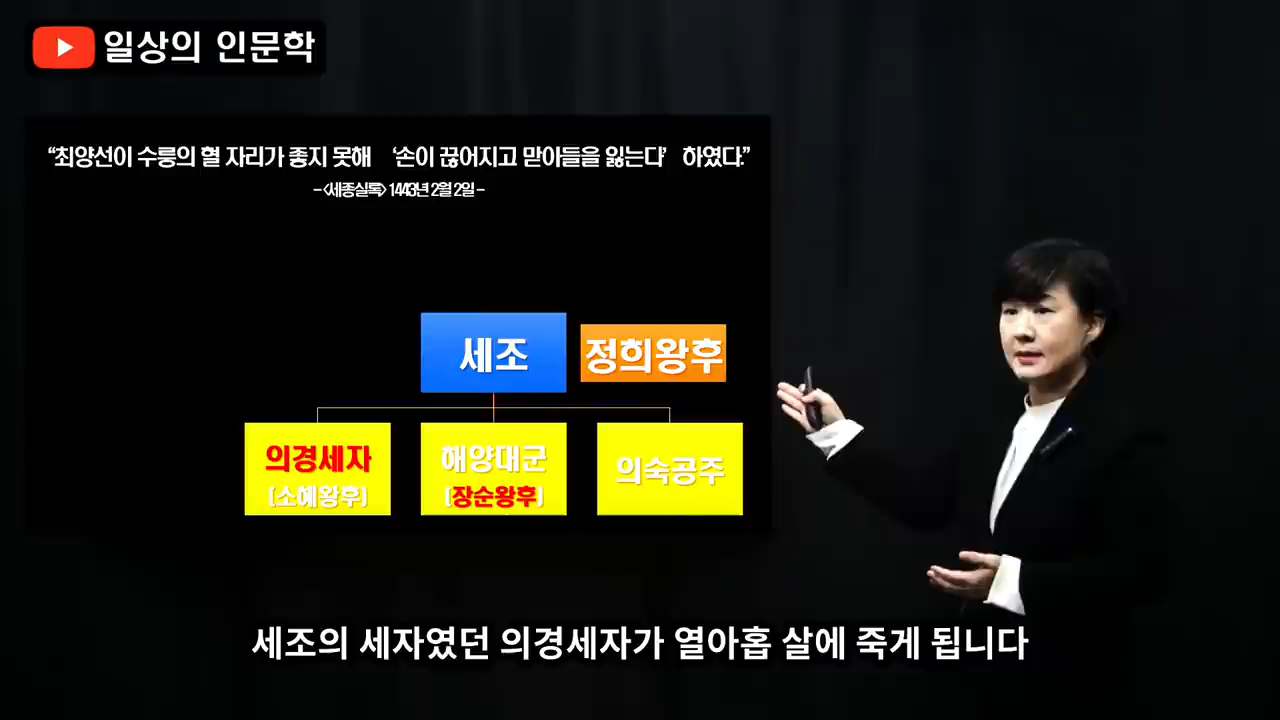 일상의 인문학
“최양선이 수릉의 혈 자리가 좋지 못해 ‘손이 끊어지고 맏아들을 잃는다’ 하였다.”
- <세종실록> 1443년 2월 2일 -
세조
정희왕후
의경세자
(소혜왕후)
해양대군
(장순왕후)
의숙공주
세조의 세자였던 의경세자가 열아홉 살에 죽게 됩니다